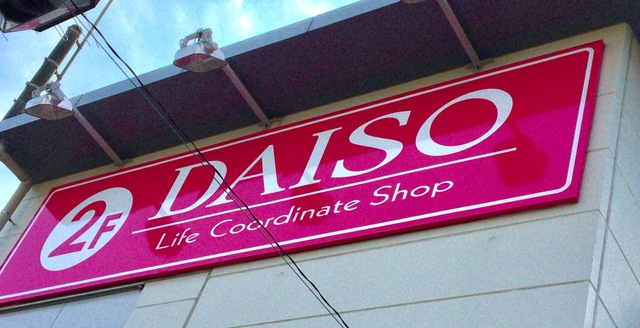 2F DAISO
Life Coordinate Shop